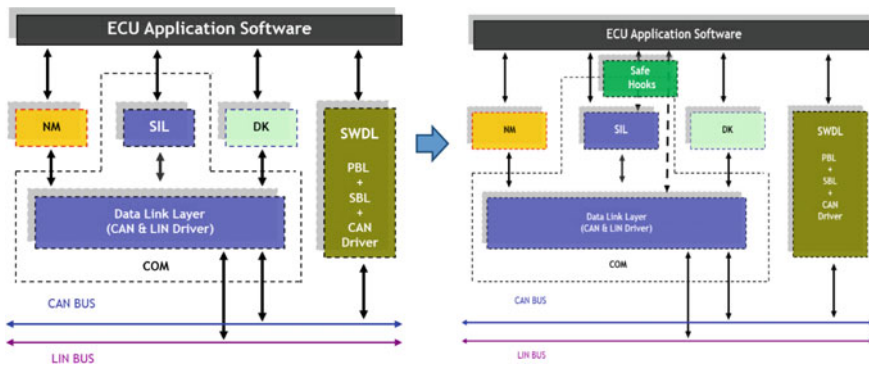 ECU Application Software
NM
SIL
DK
SWDL
PBL
+
SBL
+
CAN
Driver
Data Link Layer
(CAN & LIN Driver)
COM
CAN BUS
LIN BUS
ECU Application Software
Safe
Hooks
NM
SIL
DK
SWDL
PBL
+
SBL
+
CAN
Driver
Data Link Layer
(CAN & LIN Driver)
COM
CAN BUS
LIN BUS